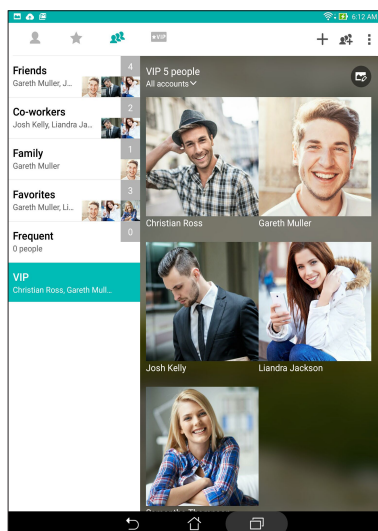 6:12 AM
VIP
Friends
4
Gareth Muller, J...
Co-workers
2
Josh Kelly, Liandra Ja...
Family
1
Gareth Muller
Favorites
3
Gareth Muller, Li...
Frequent
0
0 people
VIP
Christian Ross, Gareth Mull...
VIP 5 people
All accounts
Christian Ross
Gareth Muller
Josh Kelly
Liandra Jackson